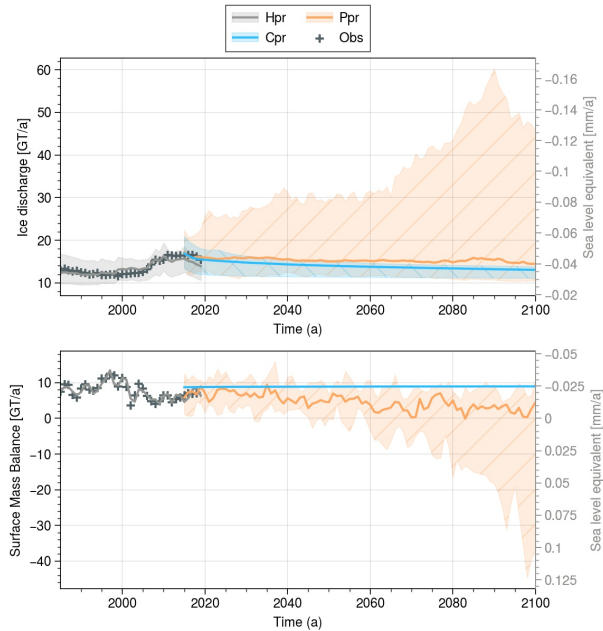 Hpr Ppr
Cpr Obs
Ice discharge [GT/a]
60
50
40
30
20
10
−0.16
−0.14
−0.12
−0.1
−0.08
−0.06
−0.04
−0.02
Sea level equivalent [mm/a]
2000 2020 2040 2060 2080 2100
Time (a)
Surface Mass Balance [GT/a]
10
0
−10
−20
−30
−40
−0.05
−0.025
0
0.025
0.05
0.075
0.1
0.125
Sea level equivalent [mm/a]
2000 2020 2040 2060 2080 2100
Time (a)